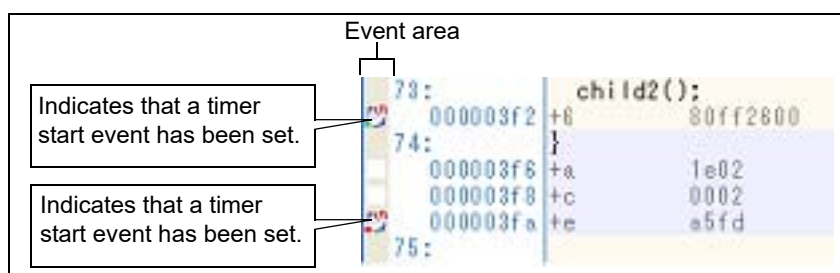 Event area
Indicates that a timer
start event has been set.
Indicates that a timer
start event has been set.
73: child2();
000003f2 +6 80ff2600
74: }
000003f6 +a 1e02
000003f8 +c 0002
000003fa +e a5fd
75: